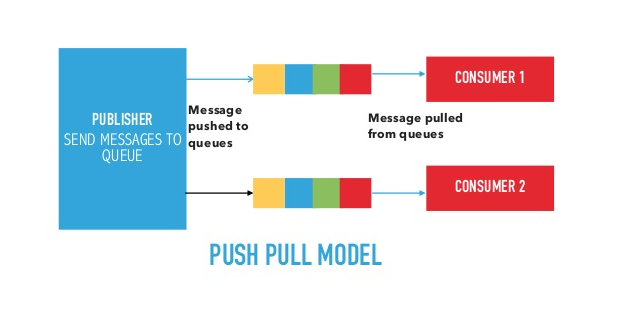 PUBLISHER
SEND MESSAGES TO
QUEUE
Message
pushed to
queues
CONSUMER 1
Message pulled
from queues
CONSUMER 2
PUSH PULL MODEL